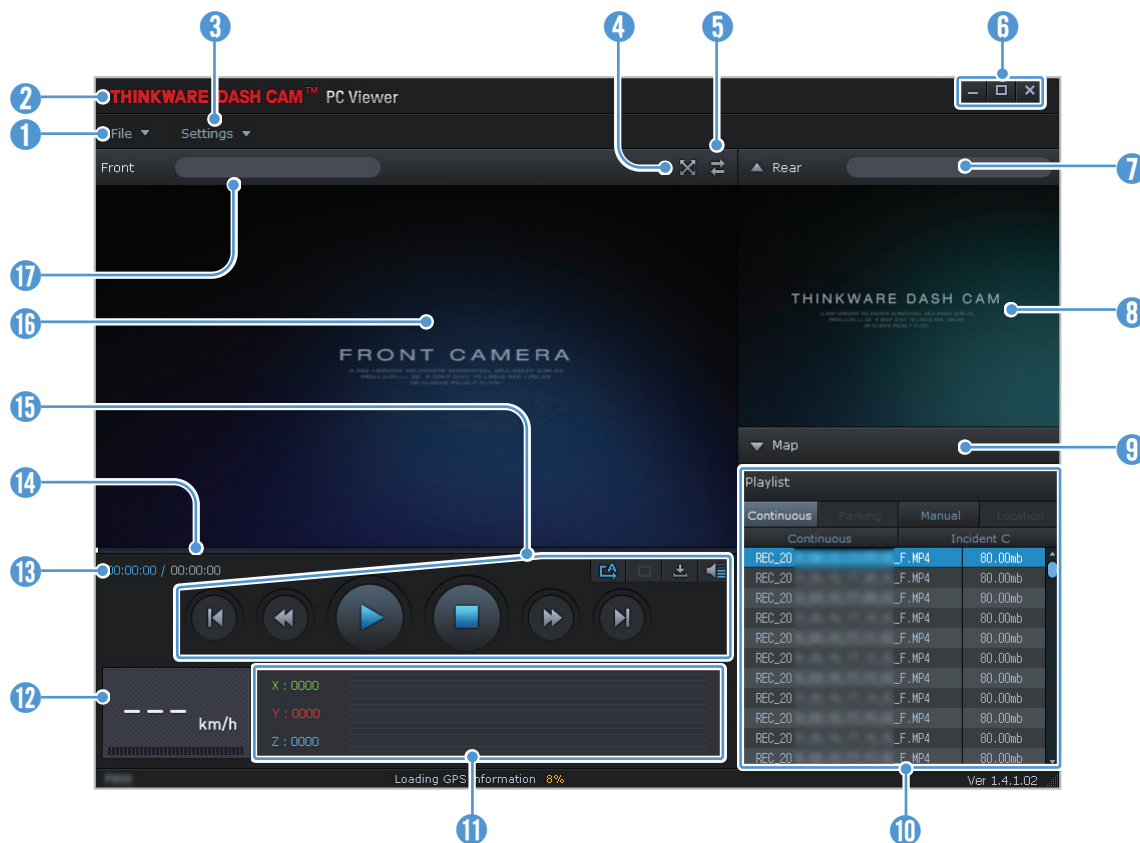 3
4
5
6
2
THINKWARE DASH CAM™ PC Viewer
1
File
Settings
Front
Rear
7
17
16
THINKWARE DASH CAM
8
FRONT CAMERA
15
Map
9
14
Playlist
Continuous Parking Manual Location
Continuous Incident C
13
00:00:00 / 00:00:00
REC_20 _F.MP4 80.00mb
REC_20 _F.MP4 80.00mb
REC_20 _F.MP4 80.00mb
REC_20 _F.MP4 80.00mb
REC_20 _F.MP4 80.00mb
REC_20 _F.MP4 80.00mb
REC_20 _F.MP4 80.00mb
REC_20 _F.MP4 80.00mb
REC_20 _F.MP4 80.00mb
REC_20 _F.MP4 80.00mb
REC_20 _F.MP4 80.00mb
12
km/h
X : 0000
Y : 0000
Z : 0000
Loading GPS information 8%
Ver 1.4.1.02
11
10